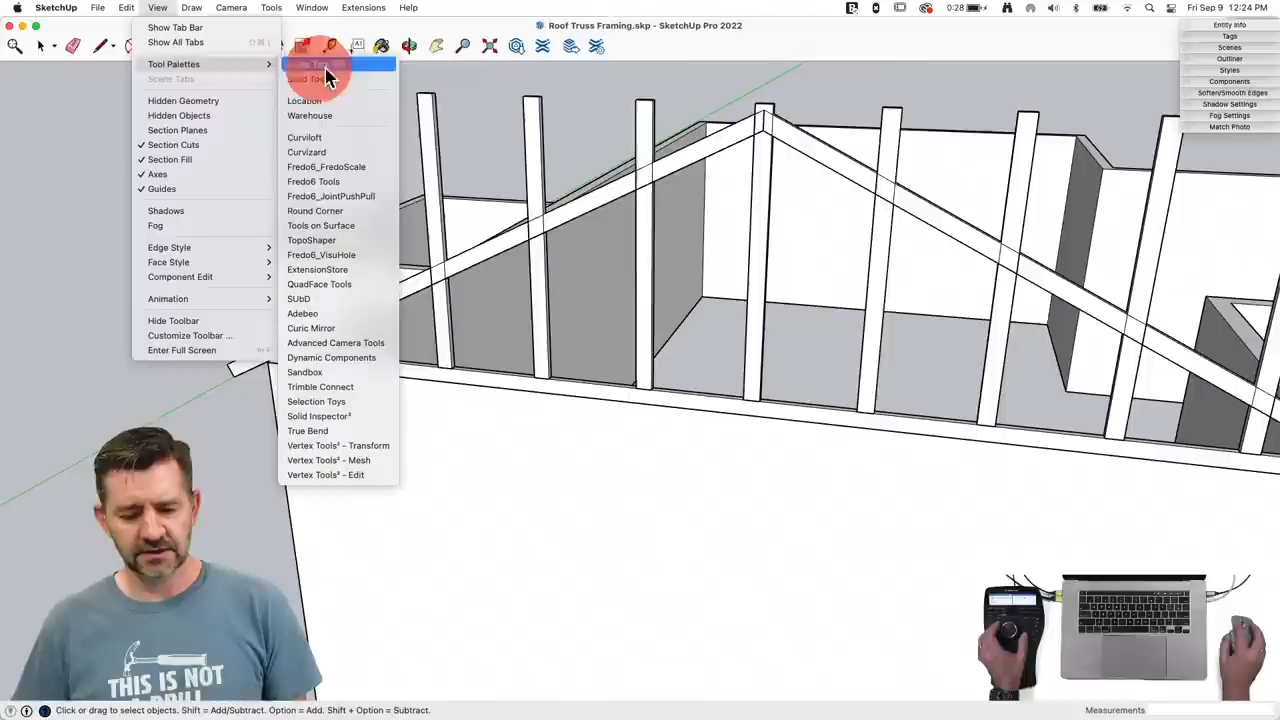 SketchUp File Edit View Draw Camera Tools Window Extensions Help 0:28 Fri Sep 9 12:24 PM
Roof Truss Framing.skp - SketchUp Pro 2022
Show Tab Bar
Show All Tabs
Tool Palettes
Scene Tabs
Hidden Geometry
Hidden Objects
Section Planes
Section Cuts
Section Fill
Axes
Guides
Shadows
Fog
Edge Style
Face Style
Component Edit
Animation
Hide Toolbar
Customize Toolbar ...
Enter Full Screen
Location
Warehouse
Curviloft
Curvizard
Fredo6_FredoScale
Fredo6 Tools
Fredo6_JointPushPull
Round Corner
Tools on Surface
TopoShaper
Fredo6_VisuHole
ExtensionStore
QuadFace Tools
SUbD
Adebeo
Curic Mirror
Advanced Camera Tools
Dynamic Components
Sandbox
Trimble Connect
Selection Toys
Solid Inspector²
True Bend
Vertex Tools² - Transform
Vertex Tools² - Mesh
Vertex Tools² - Edit
Entity Info
Tags
Scenes
Outliner
Styles
Components
Soften/Smooth Edges
Shadow Settings
Fog Settings
Match Photo
THIS IS NOT
Click or drag to select objects. Shift = Add/Subtract. Option = Add. Shift + Option = Subtract.
Measurements